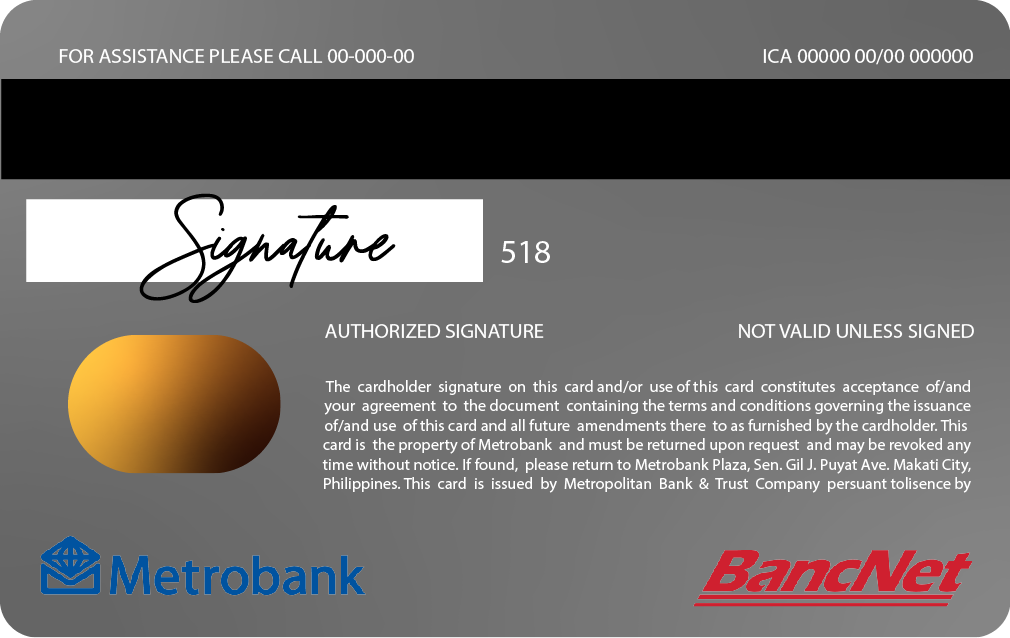 FOR ASSISTANCE PLEASE CALL 00-000-00
ICA 00000 00/00 000000
Signature
518
AUTHORIZED SIGNATURE
NOT VALID UNLESS SIGNED
The cardholder signature on this card and/or use of this card constitutes acceptance of/and
your agreement to the document containing the terms and conditions governing the issuance
of/and use of this card and all future amendments there to as furnished by the cardholder. This
card is the property of Metrobank and must be returned upon request and may be revoked any
time without notice. If found, please return to Metrobank Plaza, Sen. Gil J. Puyat Ave. Makati City,
Philippines. This card is issued by Metropolitan Bank & Trust Company persuant tolisence by
Metrobank
BancNet